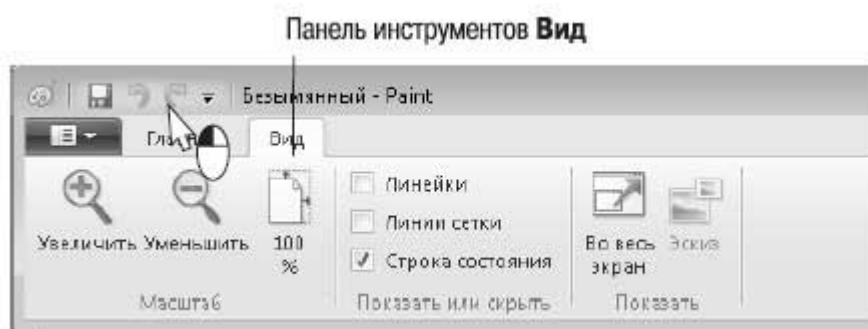 Панель инструментов Вид
Безымянный - Paint
Вид
Увеличить Уменьшить 100 %
Линейки
Линии сетки
Строка состояния
Во весь экран
Эскиз
Масштаб
Показать или скрыть
Показать